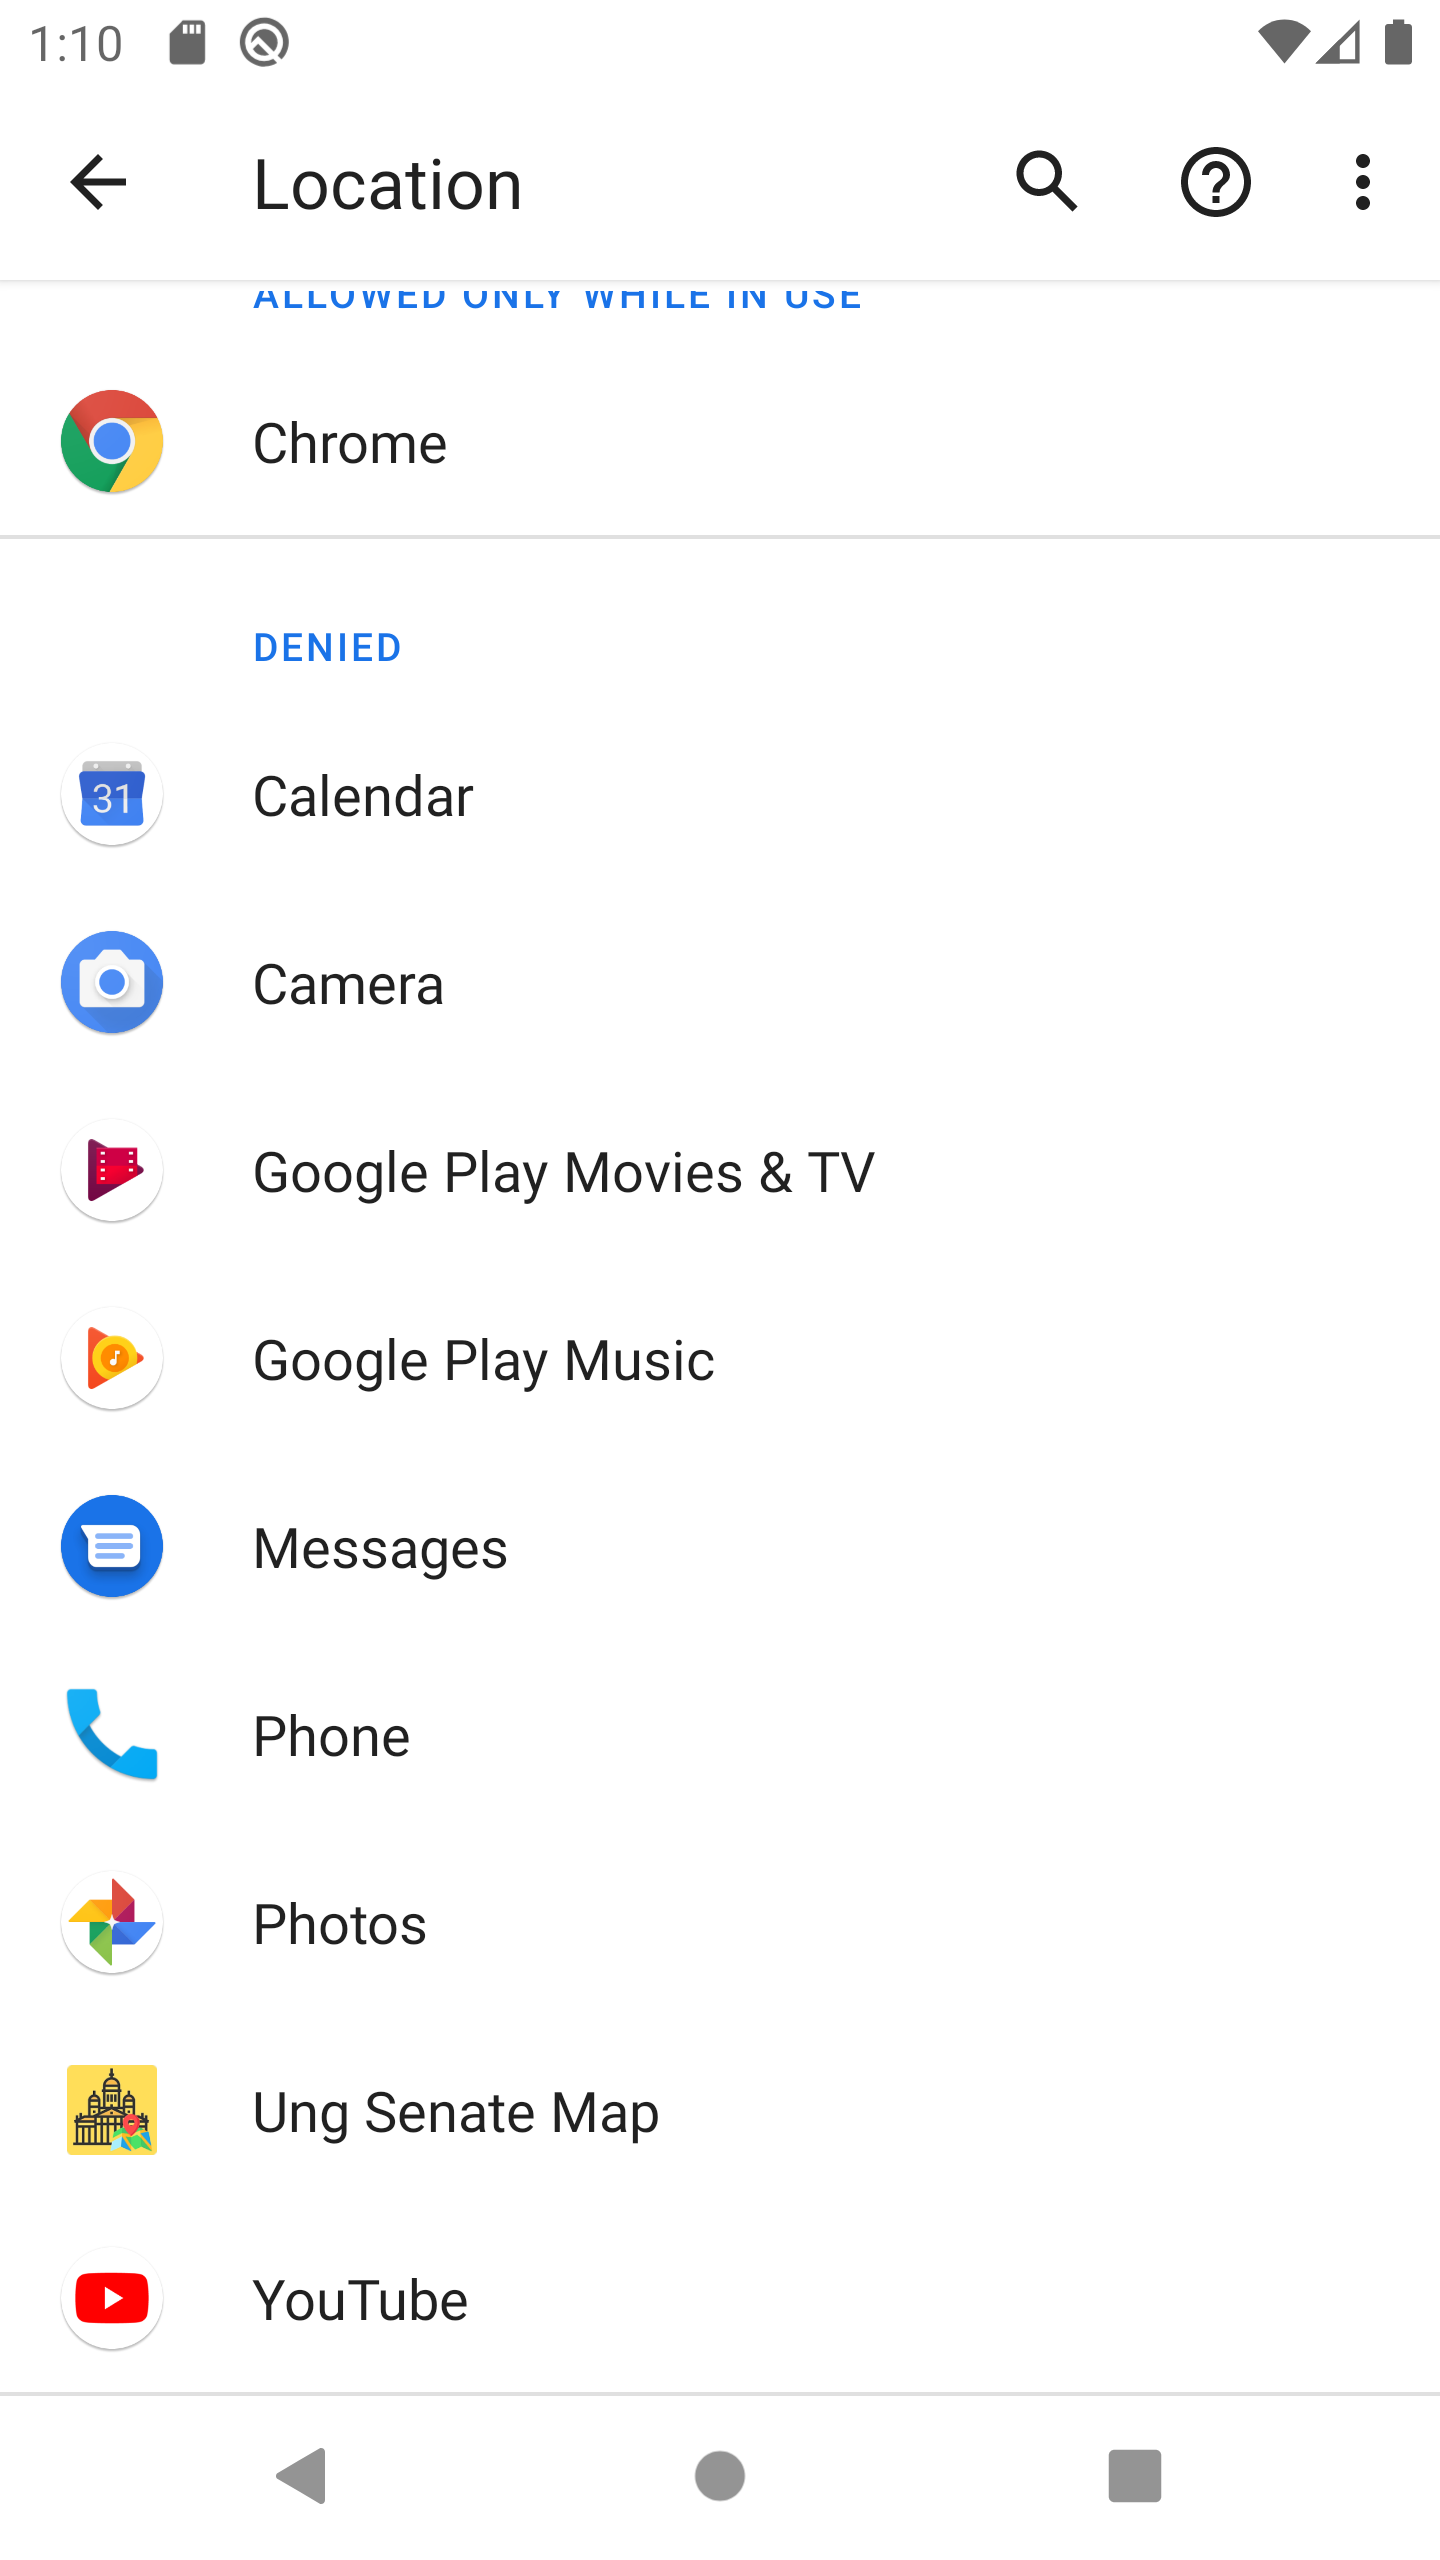 1:10
Location
ALLOWED ONLY WHILE IN USE
Chrome
DENIED
31
Calendar
Camera
Google Play Movies & TV
Google Play Music
Messages
Phone
Photos
Ung Senate Map
YouTube